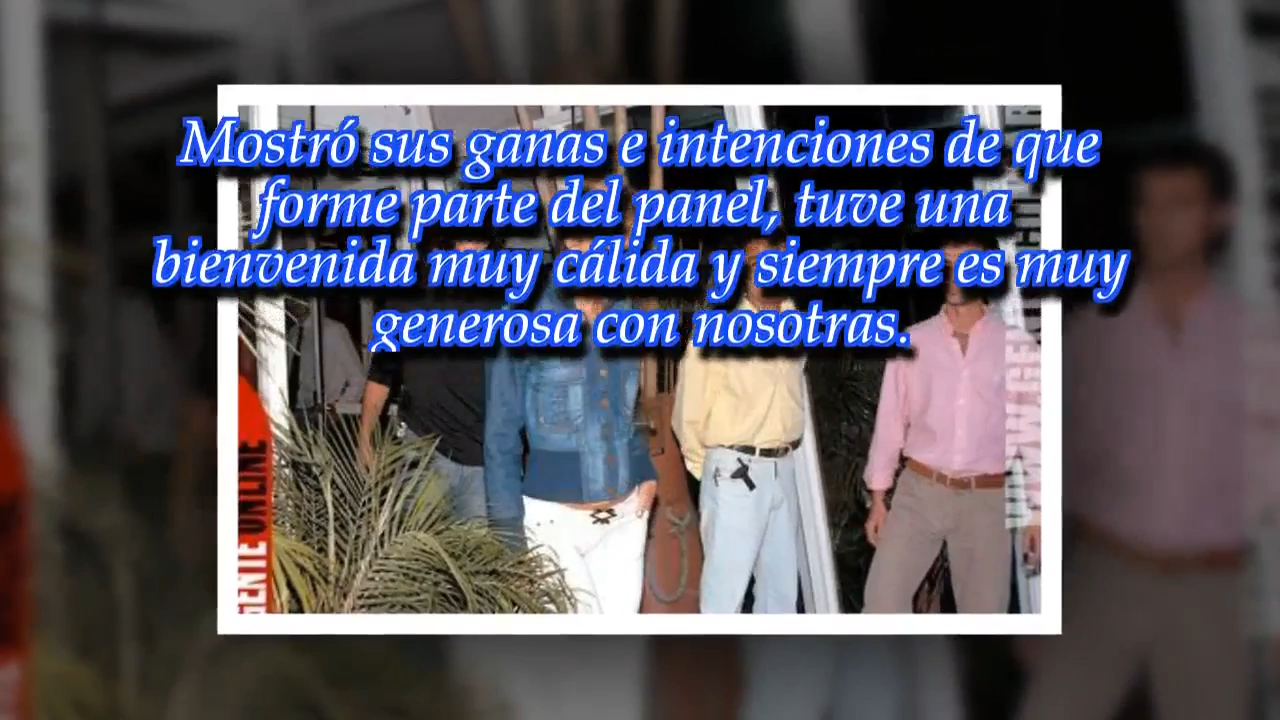 Mostró sus ganas e intenciones de que
forme parte del panel, tuve una
bienvenida muy cálida y siempre es muy
generosa con nosotras.
GENTE ONLINE